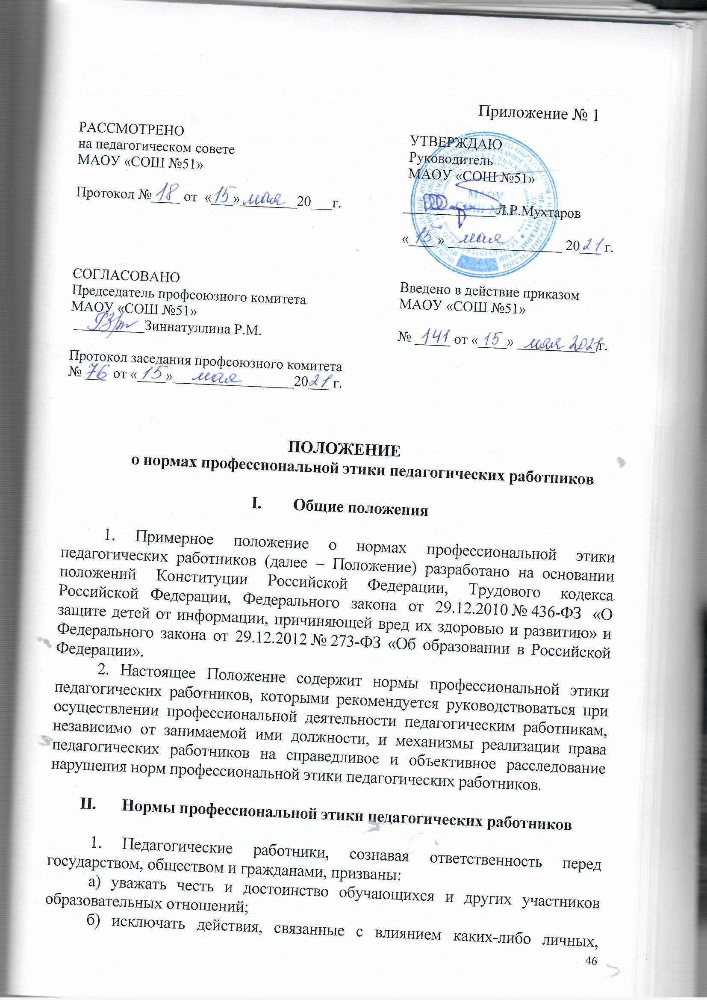 Приложение № 1
РАССМОТРЕНО
на педагогическом совете
МАОУ «СОШ №51»
Протокол № 18 от «15» мая 20___г.
УТВЕРЖДАЮ
Руководитель
МАОУ «СОШ №51»
МАОУ
____________Л.Р.Мухтаров
«15» мая 2021 г.
СОГЛАСОВАНО
Председатель профсоюзного комитета
МАОУ «СОШ №51»
__________Зиннатуллина Р.М.
Протокол заседания профсоюзного комитета
№ 76 от «15» мая 2021 г.
Введено в действие приказом
МАОУ «СОШ №51»
№ 141 от «15» мая 2021 г.
ПОЛОЖЕНИЕ
о нормах профессиональной этики педагогических работников
I. Общие положения
1. Примерное положение о нормах профессиональной этики
педагогических работников (далее – Положение) разработано на основании
положений Конституции Российской Федерации, Трудового кодекса
Российской Федерации, Федерального закона от 29.12.2010 № 436-ФЗ «О
защите детей от информации, причиняющей вред их здоровью и развитию» и
Федерального закона от 29.12.2012 № 273-ФЗ «Об образовании в Российской
Федерации».
2. Настоящее Положение содержит нормы профессиональной этики
педагогических работников, которыми рекомендуется руководствоваться при
осуществлении профессиональной деятельности педагогическим работникам,
независимо от занимаемой ими должности, и механизмы реализации права
педагогических работников на справедливое и объективное расследование
нарушения норм профессиональной этики педагогических работников.
II. Нормы профессиональной этики педагогических работников
1. Педагогические работники, сознавая ответственность перед
государством, обществом и гражданами, призваны:
а) уважать честь и достоинство обучающихся и других участников
образовательных отношений;
б) исключать действия, связанные с влиянием каких-либо личных,
46